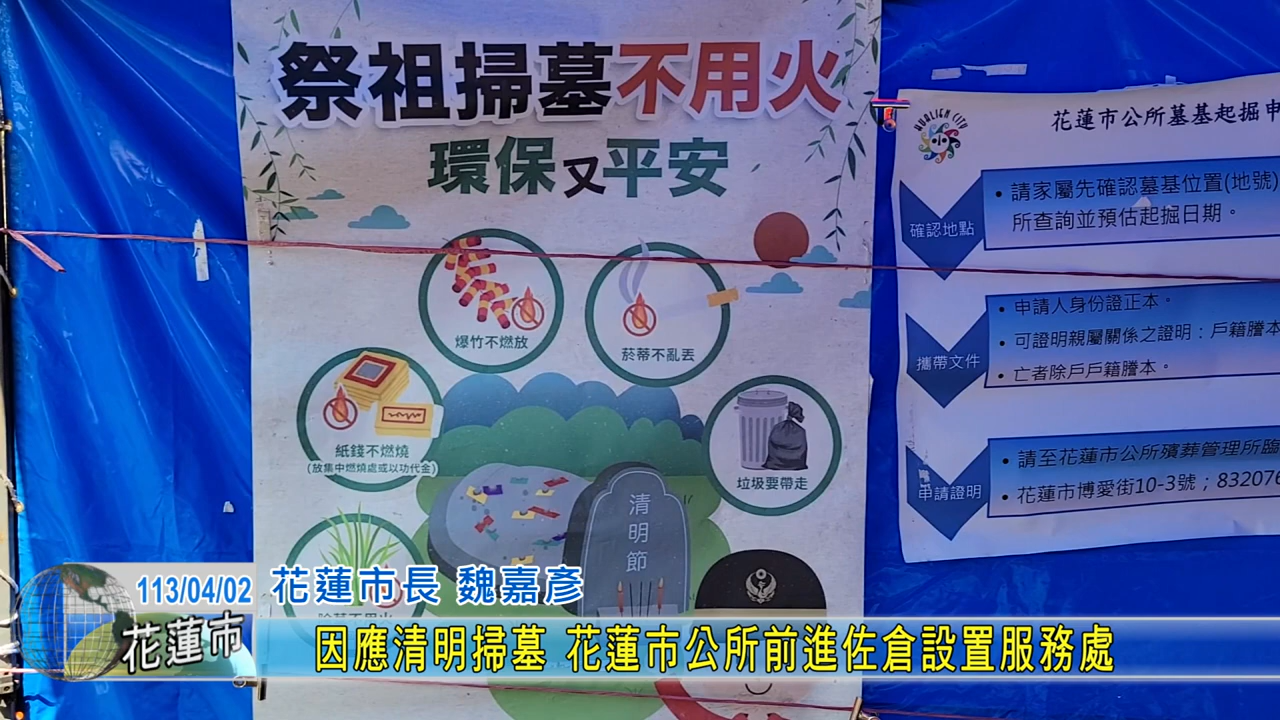 祭祖掃墓不用火
環保又平安
爆竹不燃放
菸蒂不亂丟
紙錢不燃燒
(放集中燃燒處或以功代金)
垃圾要帶走
清明節
HUALIEN CITY
花蓮市公所墓基起掘申
確認地點
• 請家屬先確認墓基位置(地號)
所查詢並預估起掘日期。
攜帶文件
• 申請人身份證正本。
• 可證明親屬關係之證明：戶籍謄本
• 亡者除戶戶籍謄本。
申請證明
• 請至花蓮市公所殯葬管理所臨
• 花蓮市博愛街10-3號；832076
113/04/02
花蓮市長 魏嘉彥
花蓮市
因應清明掃墓 花蓮市公所前進佐倉設置服務處